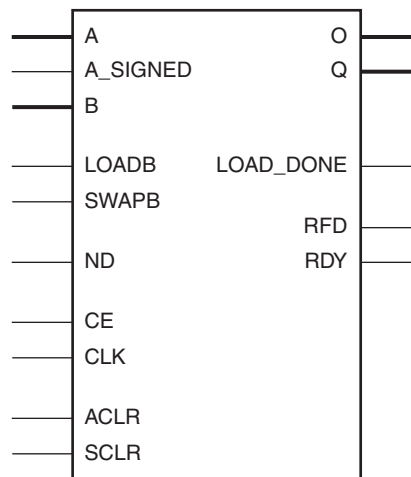 A O
A_SIGNED Q
B
LOADB LOAD_DONE
SWAPB
RFD
ND RDY
CE
CLK
ACLR
SCLR